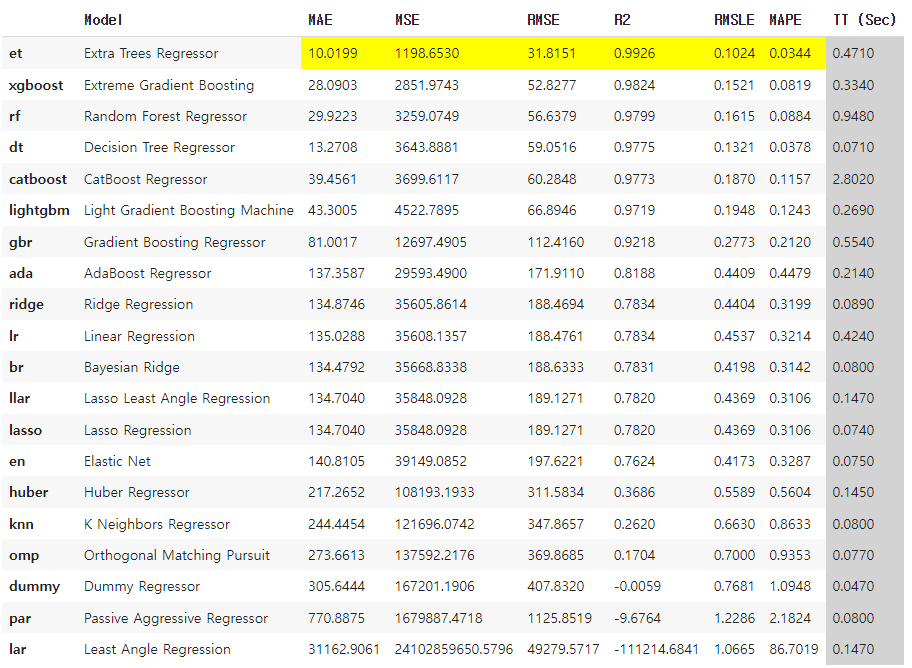 Model MAE MSE RMSE R2 RMSLE MAPE TT (Sec)
et Extra Trees Regressor 10.0199 1198.6530 31.8151 0.9926 0.1024 0.0344 0.4710
xgboost Extreme Gradient Boosting 28.0903 2851.9743 52.8277 0.9824 0.1521 0.0819 0.3340
rf Random Forest Regressor 29.9223 3259.0749 56.6379 0.9799 0.1615 0.0884 0.9480
dt Decision Tree Regressor 13.2708 3643.8881 59.0516 0.9775 0.1321 0.0378 0.0710
catboost CatBoost Regressor 39.4561 3699.6117 60.2848 0.9773 0.1870 0.1157 2.8020
lightgbm Light Gradient Boosting Machine 43.3005 4522.7895 66.8946 0.9719 0.1948 0.1243 0.2690
gbr Gradient Boosting Regressor 81.0017 12697.4905 112.4160 0.9218 0.2773 0.2120 0.5540
ada AdaBoost Regressor 137.3587 29593.4900 171.9110 0.8188 0.4409 0.4479 0.2140
ridge Ridge Regression 134.8746 35605.8614 188.4694 0.7834 0.4404 0.3199 0.0890
lr Linear Regression 135.0288 35608.1357 188.4761 0.7834 0.4537 0.3214 0.4240
br Bayesian Ridge 134.4792 35668.8338 188.6333 0.7831 0.4198 0.3142 0.0800
llar Lasso Least Angle Regression 134.7040 35848.0928 189.1271 0.7820 0.4369 0.3106 0.1470
lasso Lasso Regression 134.7040 35848.0928 189.1271 0.7820 0.4369 0.3106 0.0740
en Elastic Net 140.8105 39149.0852 197.6221 0.7624 0.4173 0.3287 0.0750
huber Huber Regressor 217.2652 108193.1933 311.5834 0.3686 0.5589 0.5604 0.1450
knn K Neighbors Regressor 244.4454 121696.0742 347.8657 0.2620 0.6630 0.8633 0.0800
omp Orthogonal Matching Pursuit 273.6613 137592.2176 369.8685 0.1704 0.7000 0.9353 0.0770
dummy Dummy Regressor 305.6444 167201.1906 407.8320 -0.0059 0.7681 1.0948 0.0470
par Passive Aggressive Regressor 770.8875 1679887.4718 1125.8519 -9.6764 1.2286 2.1824 0.0800
lar Least Angle Regression 31162.9061 24102859650.5796 49279.5717 -111214.6841 1.0665 86.7019 0.1470